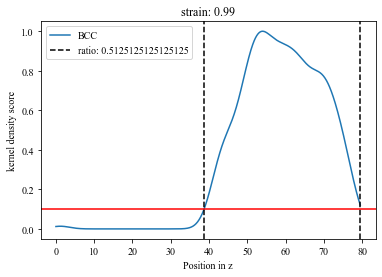 strain: 0.99
BCC
ratio: 0.5125125125125125
kernel density score
1.0
0.8
0.6
0.4
0.2
0.0
0 10 20 30 40 50 60 70 80
Position in z